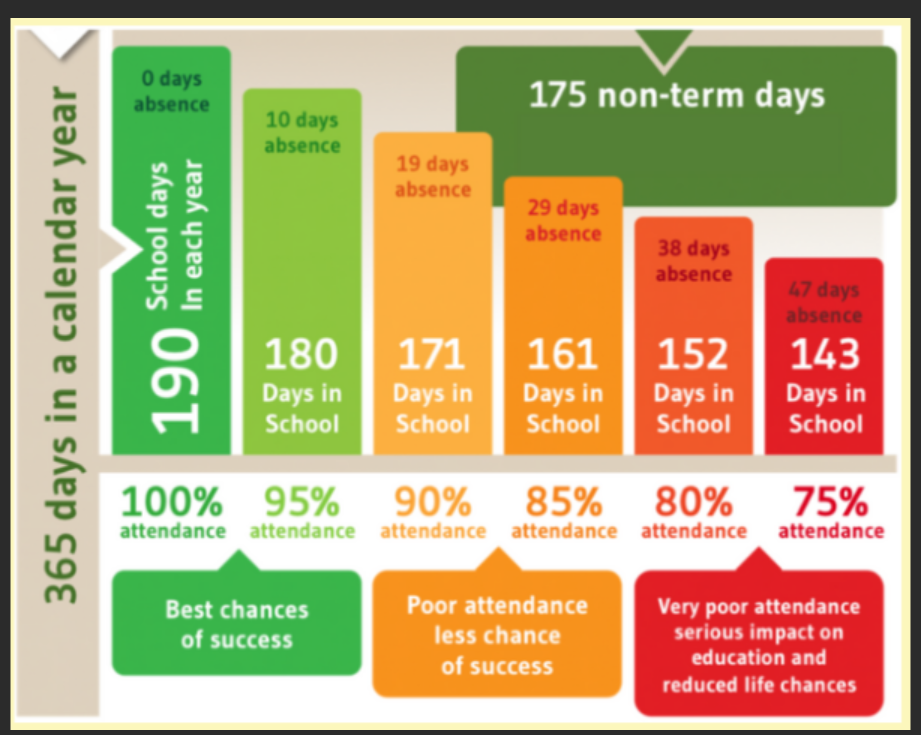 365 days in a calendar year
0 days
absence
190
School days
In each year
10 days
absence
180
Days in
School
19 days
absence
171
Days in
School
29 days
absence
161
Days in
School
38 days
absence
152
Days in
School
47 days
absence
143
Days in
School
175 non-term days
100%
attendance
95%
attendance
90%
attendance
85%
attendance
80%
attendance
75%
attendance
Best chances
of success
Poor attendance
less chance
of success
Very poor attendance
serious impact on
education and
reduced life chances